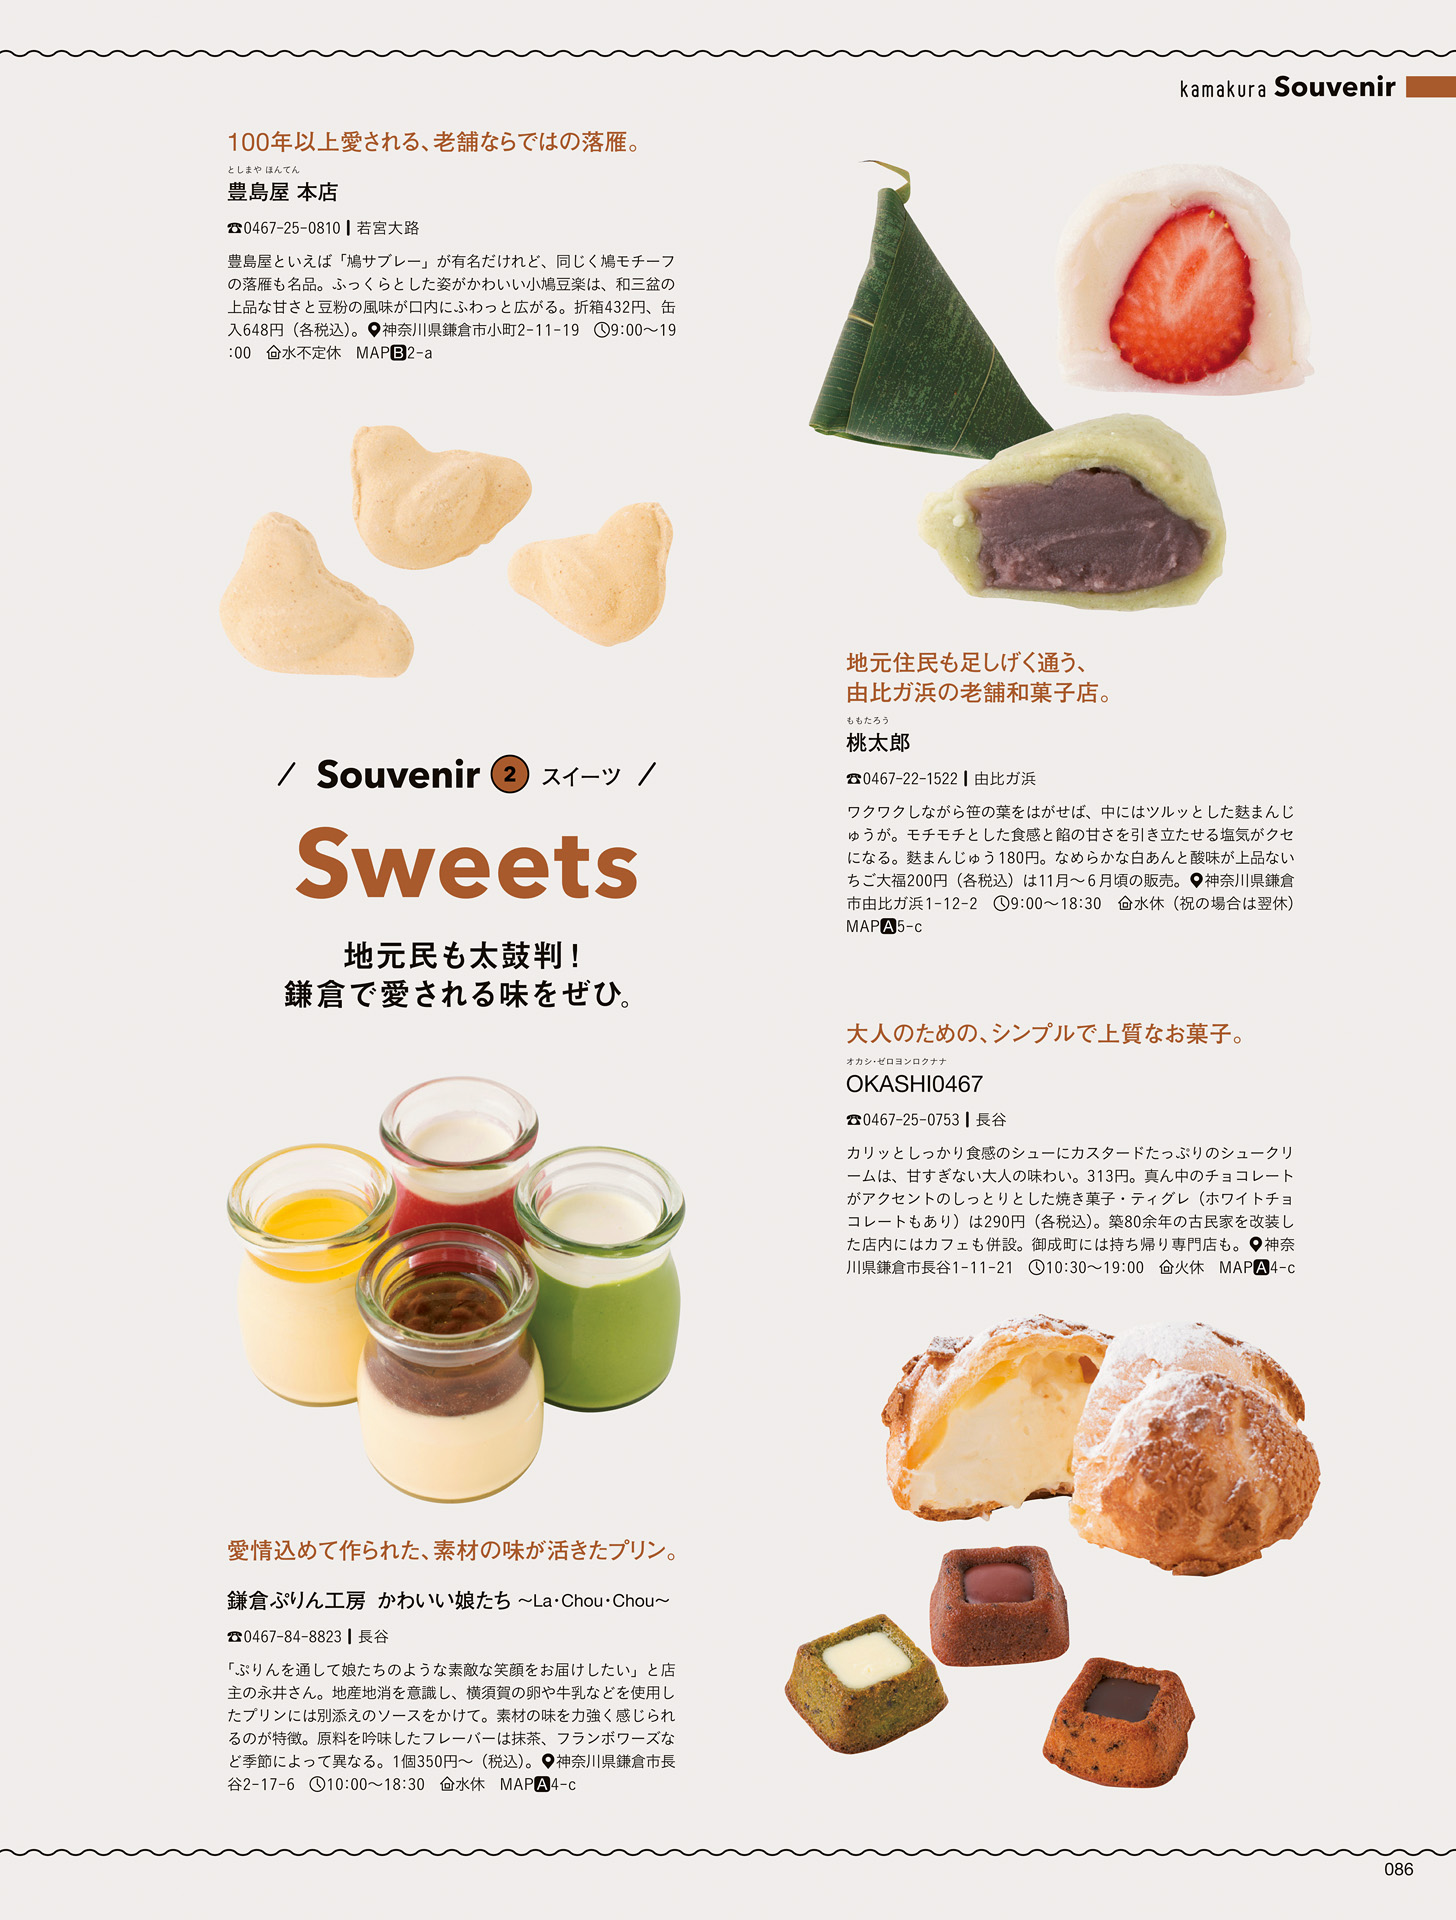 kamakura Souvenir
100年以上愛される、老舗ならではの落雁。
としまや ほんてん
豊島屋 本店
☎0467-25-0810 | 若宮大路
豊島屋といえば「鳩サブレー」が有名だけれど、同じく鳩モチーフ
の落雁も名品。ふっくらとした姿がかわいい小鳩豆楽は、和三盆の
上品な甘さと豆粉の風味が口内にふわっと広がる。折箱432円、缶
入648円（各税込）。神奈川県鎌倉市小町2-11-19　9:00〜19
:00　水不定休　MAP B 2-a
/ Souvenir 2 スイーツ /
Sweets
地元民も太鼓判！
鎌倉で愛される味をぜひ。
愛情込めて作られた、素材の味が活きたプリン。
鎌倉ぷりん工房 かわいい娘たち 〜La・Chou・Chou〜
☎0467-84-8823 | 長谷
「ぷりんを通して娘たちのような素敵な笑顔をお届けしたい」と店
主の永井さん。地産地消を意識し、横須賀の卵や牛乳などを使用し
たプリンには別添えのソースをかけて。素材の味を力強く感じられ
るのが特徴。原料を吟味したフレーバーは抹茶、フランボワーズな
ど季節によって異なる。1個350円〜（税込）。神奈川県鎌倉市長
谷2-17-6　10:00〜18:30　水休　MAP A 4-c
地元住民も足しげく通う、
由比ガ浜の老舗和菓子店。
ももたろう
桃太郎
☎0467-22-1522 | 由比ガ浜
ワクワクしながら笹の葉をはがせば、中にはツルッとした麩まんじ
ゅうが。モチモチとした食感と餡の甘さを引き立たせる塩気がクセ
になる。麩まんじゅう180円。なめらかな白あんと酸味が上品ない
ちご大福200円（各税込）は11月〜6月頃の販売。神奈川県鎌倉
市由比ガ浜1-12-2　9:00〜18:30　水休（祝の場合は翌休）
MAP A 5-c
大人のための、シンプルで上質なお菓子。
オカシ・ゼロヨンロクナナ
OKASHI0467
☎0467-25-0753 | 長谷
カリッとしっかり食感のシューにカスタードたっぷりのシュークリ
ームは、甘すぎない大人の味わい。313円。真ん中のチョコレート
がアクセントのしっとりとした焼き菓子・ティグレ（ホワイトチョ
コレートもあり）は290円（各税込）。築80余年の古民家を改装し
た店内にはカフェも併設。御成町には持ち帰り専門店も。神奈
川県鎌倉市長谷1-11-21　10:30〜19:00　火休　MAP A 4-c
086